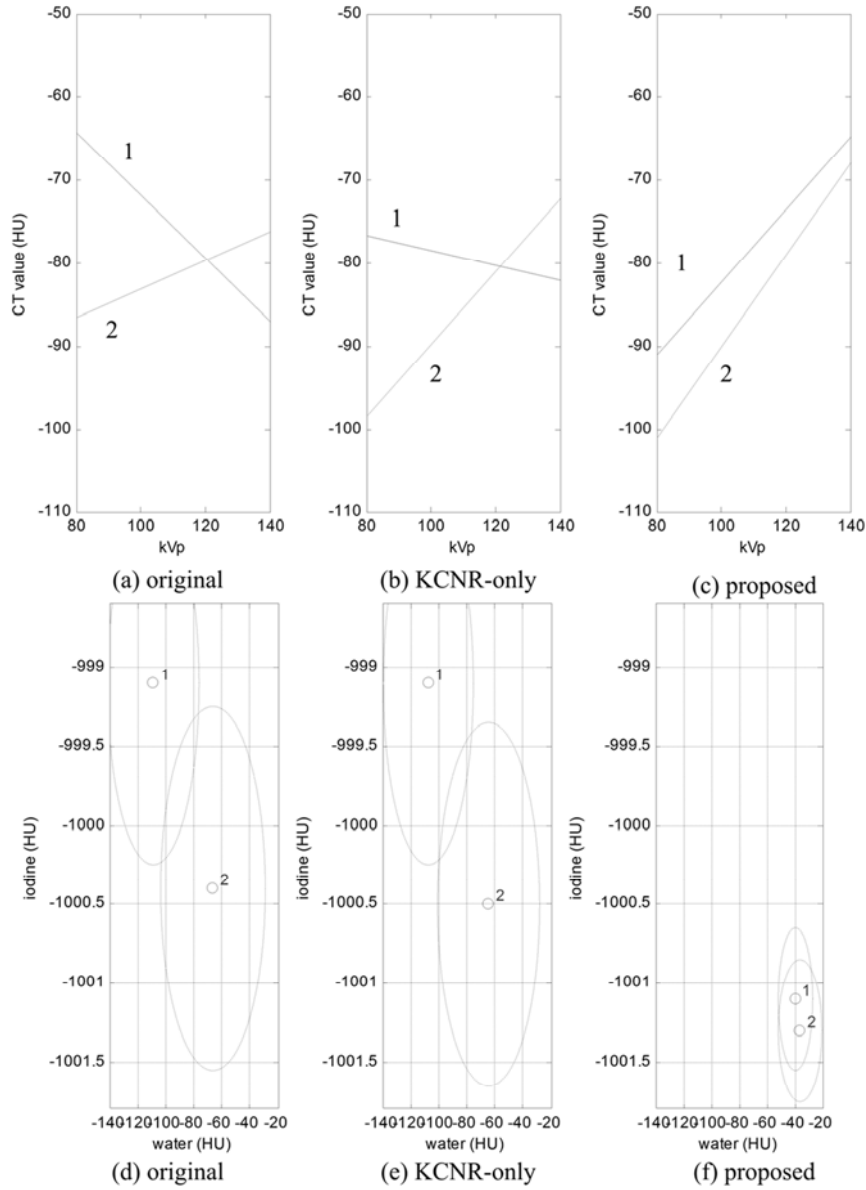 -50 -50 -50
-60 -60 -60
-70 -70 -70
-80 -80 -80
-90 -90 -90
-100 -100 -100
-110 -110 -110
CT value (HU) CT value (HU) CT value (HU)
1 2 1 2 1 2
80 100 120 140 80 100 120 140 80 100 120 140
kVp kVp kVp
(a) original (b) KCNR-only (c) proposed
-999 -999 -999
-999.5 -999.5 -999.5
-1000 -1000 -1000
-1000.5 -1000.5 -1000.5
-1001 -1001 -1001
-1001.5 -1001.5 -1001.5
iodine (HU) iodine (HU) iodine (HU)
1 2 1 2 1 2
-140-120-100-80 -60 -40 -20 -140-120-100-80 -60 -40 -20 -140-120-100-80 -60 -40 -20
water (HU) water (HU) water (HU)
(d) original (e) KCNR-only (f) proposed